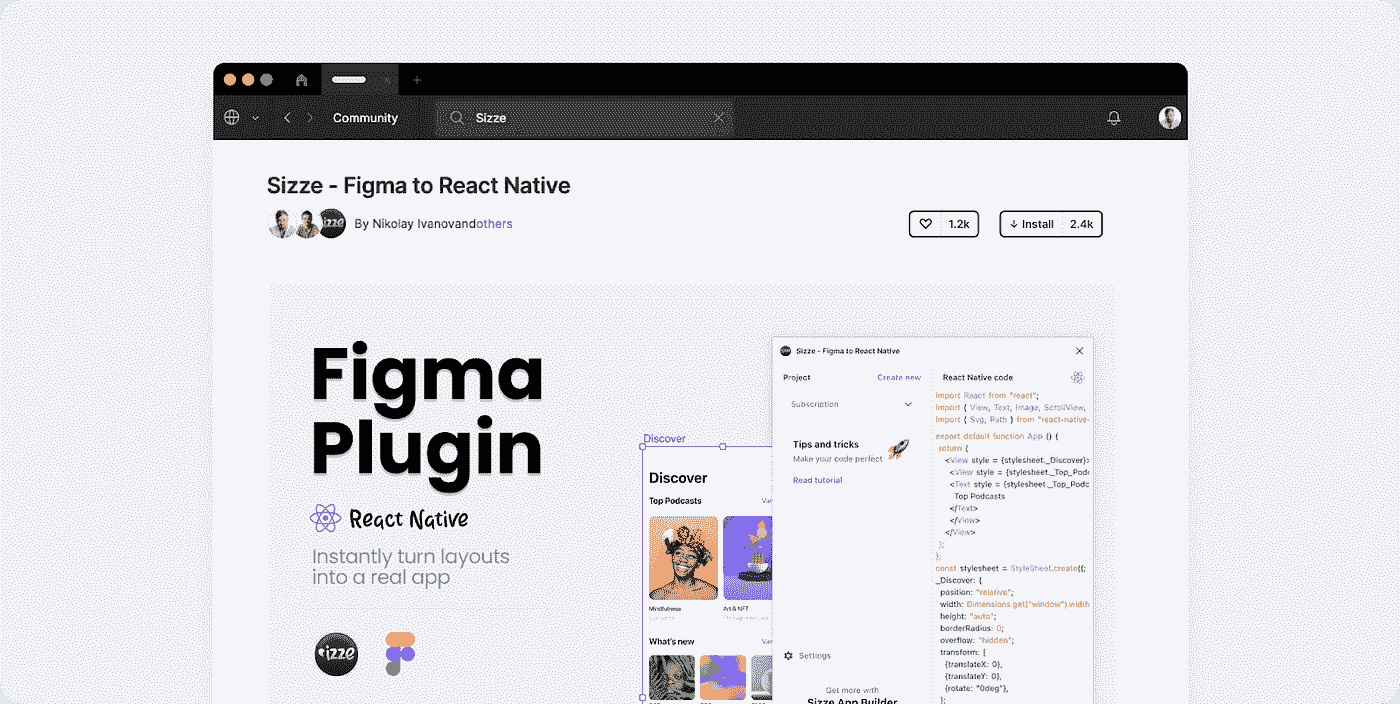 Community
Sizze
Sizze - Figma to React Native
izze
By Nikolay Ivanovandothers
1.2k
Install 2.4k
Figma
Plugin
React Native
Instantly turn layouts
into a real app
izze
Discover
Discover
Top Podcasts
Mindfulness
Art & NFT
What's new
Sizze - Figma to React Native
Project
Create new
Subscription
Tips and tricks
Make your code perfect
Read tutorial
Settings
Get more with
Sizze App Builder
React Native code
import React from "react";
import { View, Text, Image, ScrollView,
import { Svg, Path } from "react-native-
export default function App () {
return (
<View style = {stylesheet._Discover}>
<View style = {stylesheet._Top_Podc
<Text style = {stylesheet._Top_Podc
Top Podcasts
</Text>
</View>
</View>
);
};
const stylesheet = StyleSheet.create({;
_Discover: {
position: "relative";
width: Dimensions.get("window").width
height: "auto";
borderRadius: 0;
overflow: "hidden";
transform: [
{translateX: 0},
{translateY: 0},
{rotate: "0deg"},